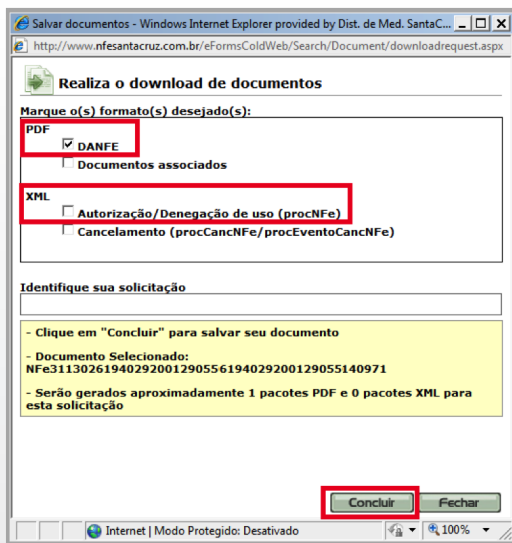 Salvar documentos - Windows Internet Explorer provided by Dist. de Med. SantaC...
http://www.nfesantacruz.com.br/eFormsColdWeb/Search/Document/downloadrequest.aspx
Realiza o download de documentos
Marque o(s) formato(s) desejado(s):
PDF
DANFE
Documentos associados
XML
Autorização/Denegação de uso (procNFe)
Cancelamento (procCancNFe/procEventoCancNFe)
Identifique sua solicitação
- Clique em "Concluir" para salvar seu documento
- Documento Selecionado:
NFe31130261940292001290556194029200129055140971
- Serão gerados aproximadamente 1 pacotes PDF e 0 pacotes XML para
esta solicitação
Concluir Fechar
Internet | Modo Protegido: Desativado 100%